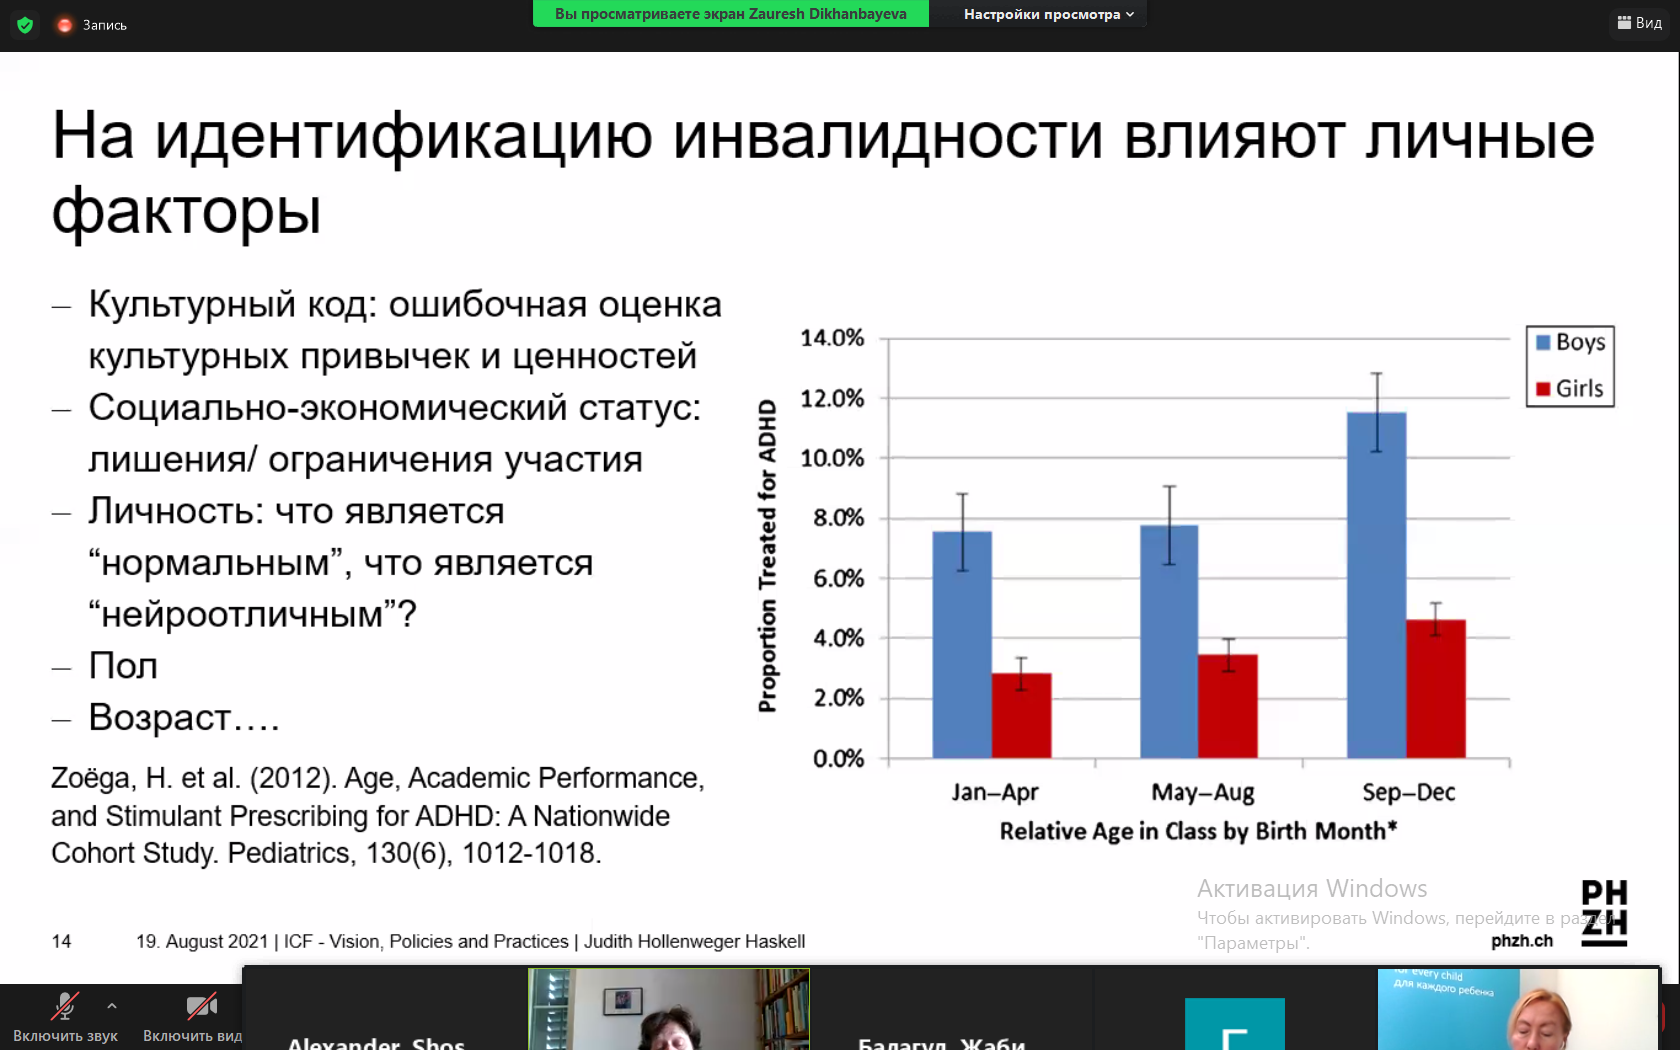 Запись
Вы просматриваете экран Zauresh Dikhanbayeva
Настройки просмотра
Вид
На идентификацию инвалидности влияют личные
факторы
– Культурный код: ошибочная оценка
культурных привычек и ценностей
– Социально-экономический статус:
лишения/ ограничения участия
– Личность: что является
“нормальным”, что является
“нейроотличным”?
– Пол
– Возраст….
Zoëga, H. et al. (2012). Age, Academic Performance,
and Stimulant Prescribing for ADHD: A Nationwide
Cohort Study. Pediatrics, 130(6), 1012-1018.
Proportion Treated for ADHD
14.0%
12.0%
10.0%
8.0%
6.0%
4.0%
2.0%
0.0%
Boys
Girls
Jan–Apr
May–Aug
Sep–Dec
Relative Age in Class by Birth Month*
Активация Windows
Чтобы активировать Windows, перейдите в раздел
"Параметры".
PH
ZH
phzh.ch
14
19. August 2021 | ICF - Vision, Policies and Practices | Judith Hollenweger Haskell
for every child
для каждого ребенка
Включить звук
Включить вид
Alexander Shos
Балагул Жаби